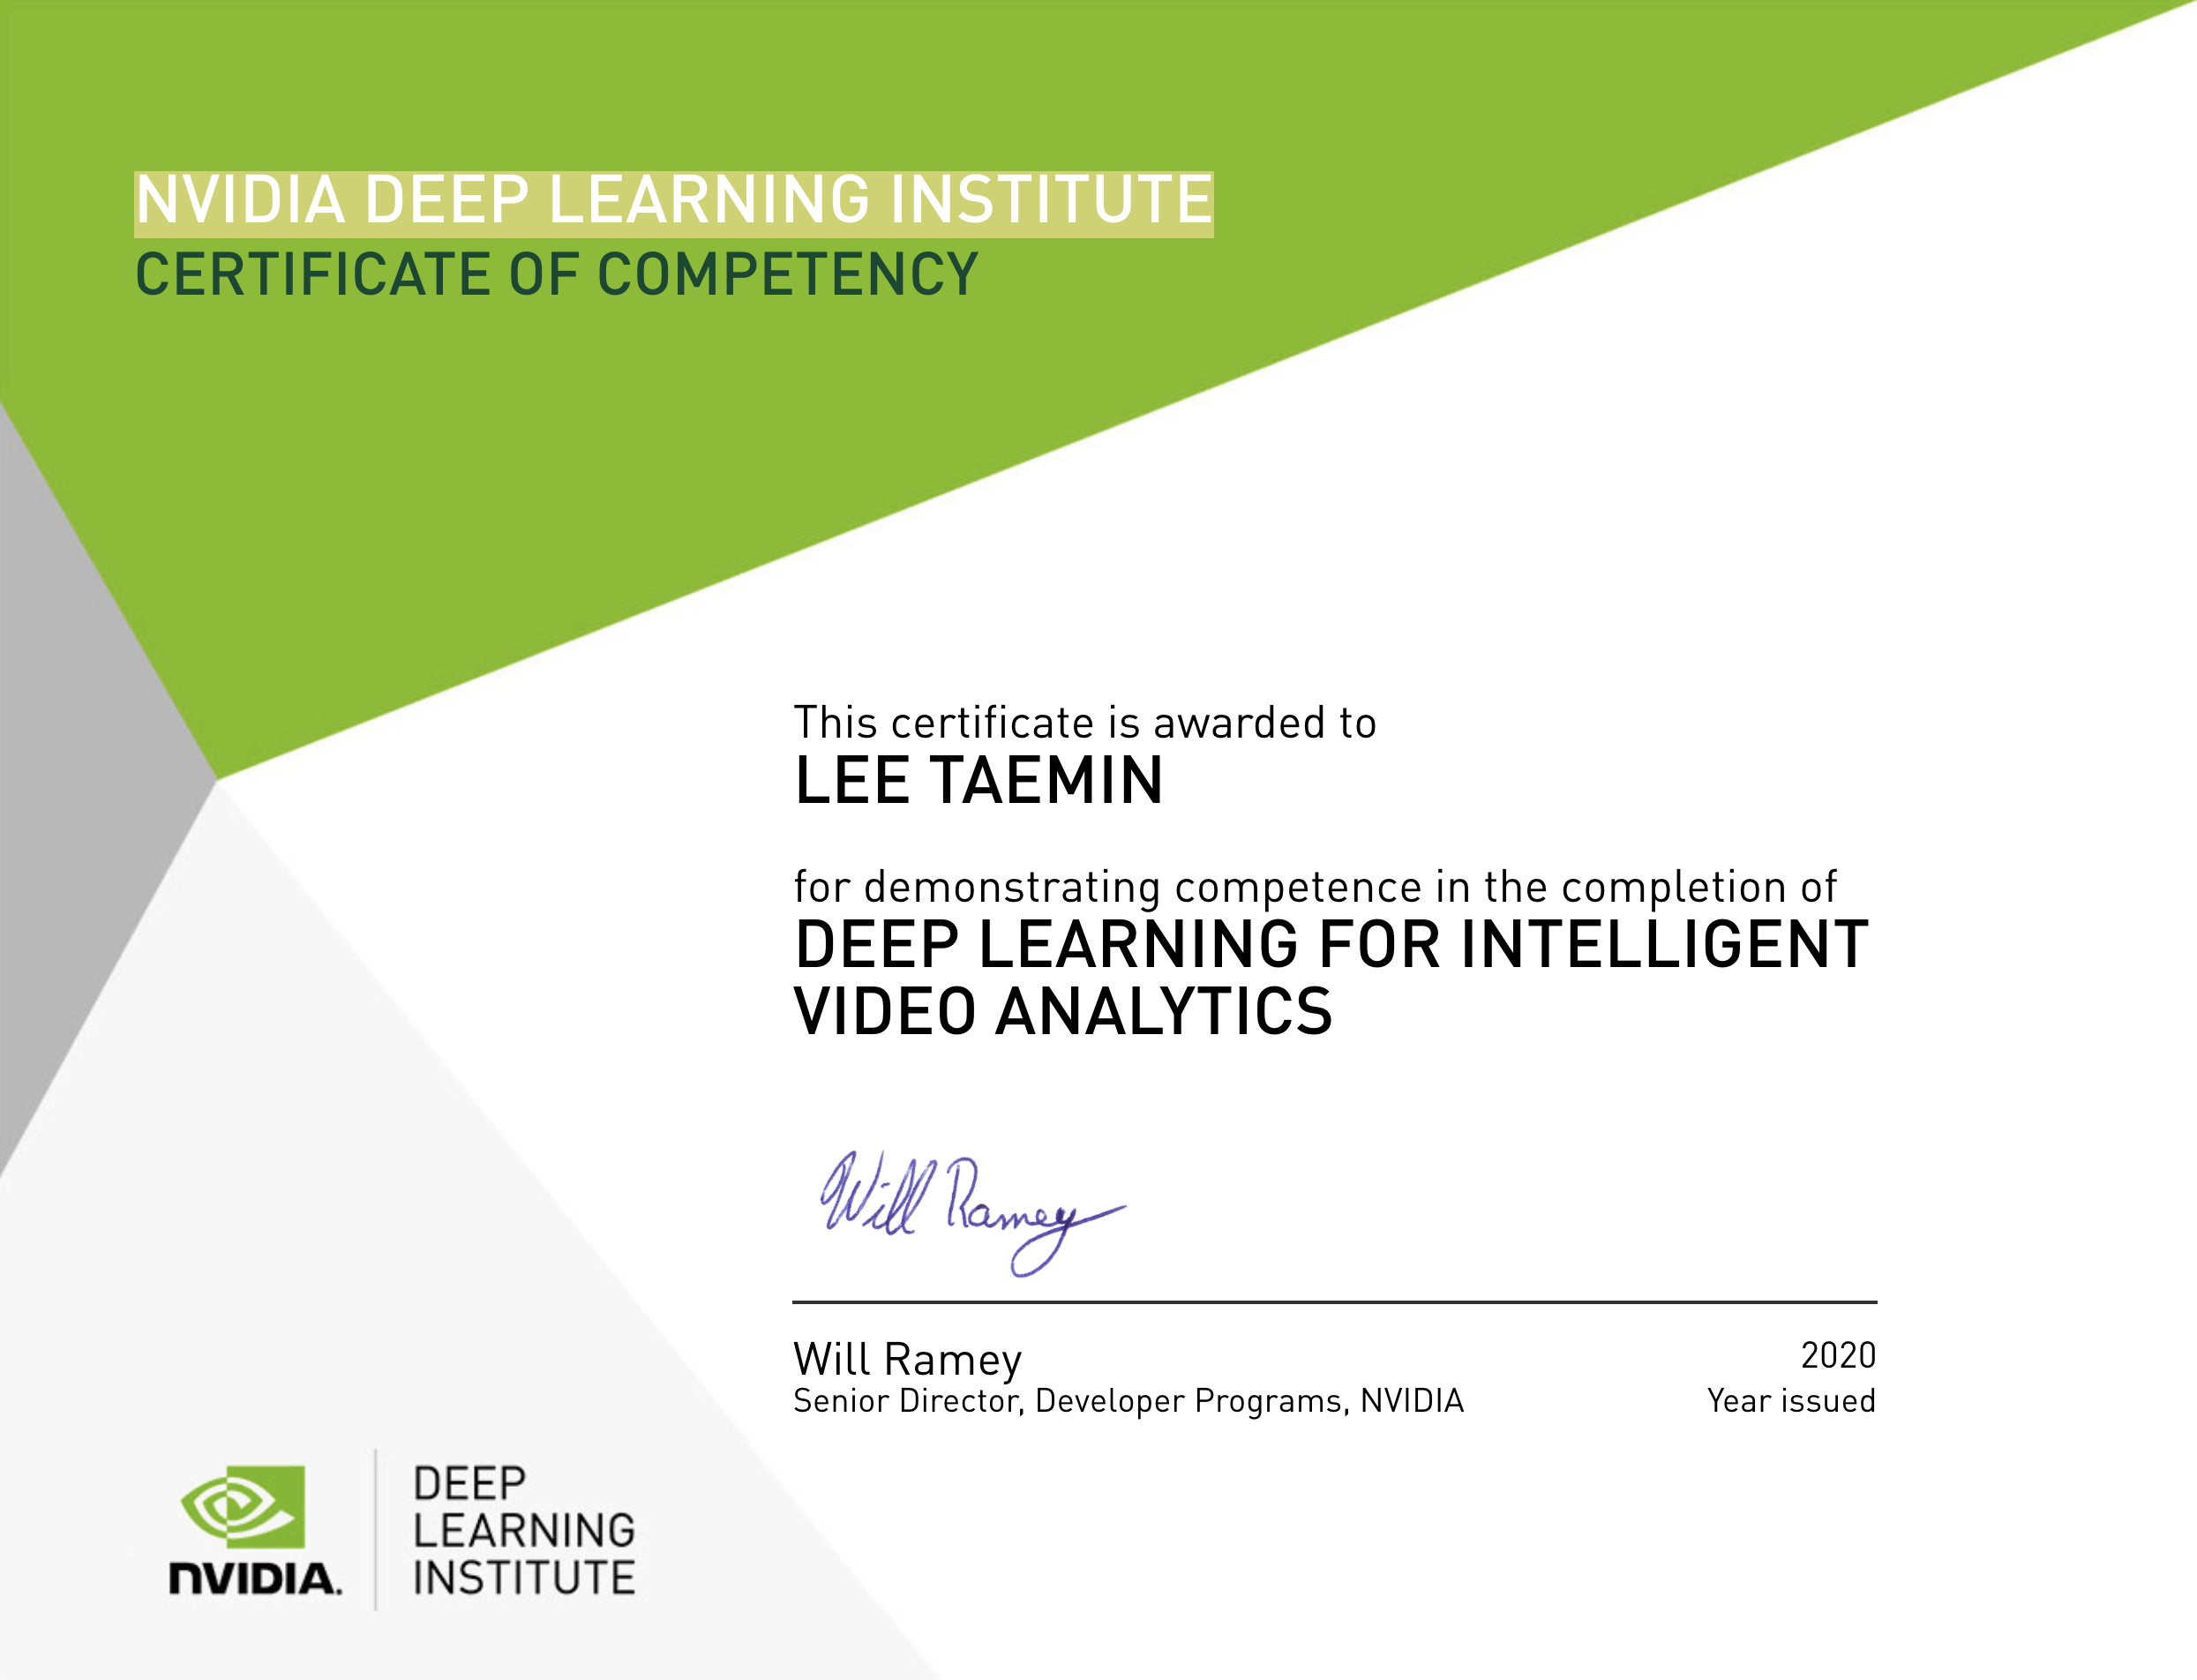 NVIDIA DEEP LEARNING INSTITUTE
CERTIFICATE OF COMPETENCY
This certificate is awarded to
LEE TAEMIN
for demonstrating competence in the completion of
DEEP LEARNING FOR INTELLIGENT
VIDEO ANALYTICS
Will Ramey
Will Ramey
Senior Director, Developer Programs, NVIDIA
2020
Year issued
NVIDIA.
DEEP
LEARNING
INSTITUTE